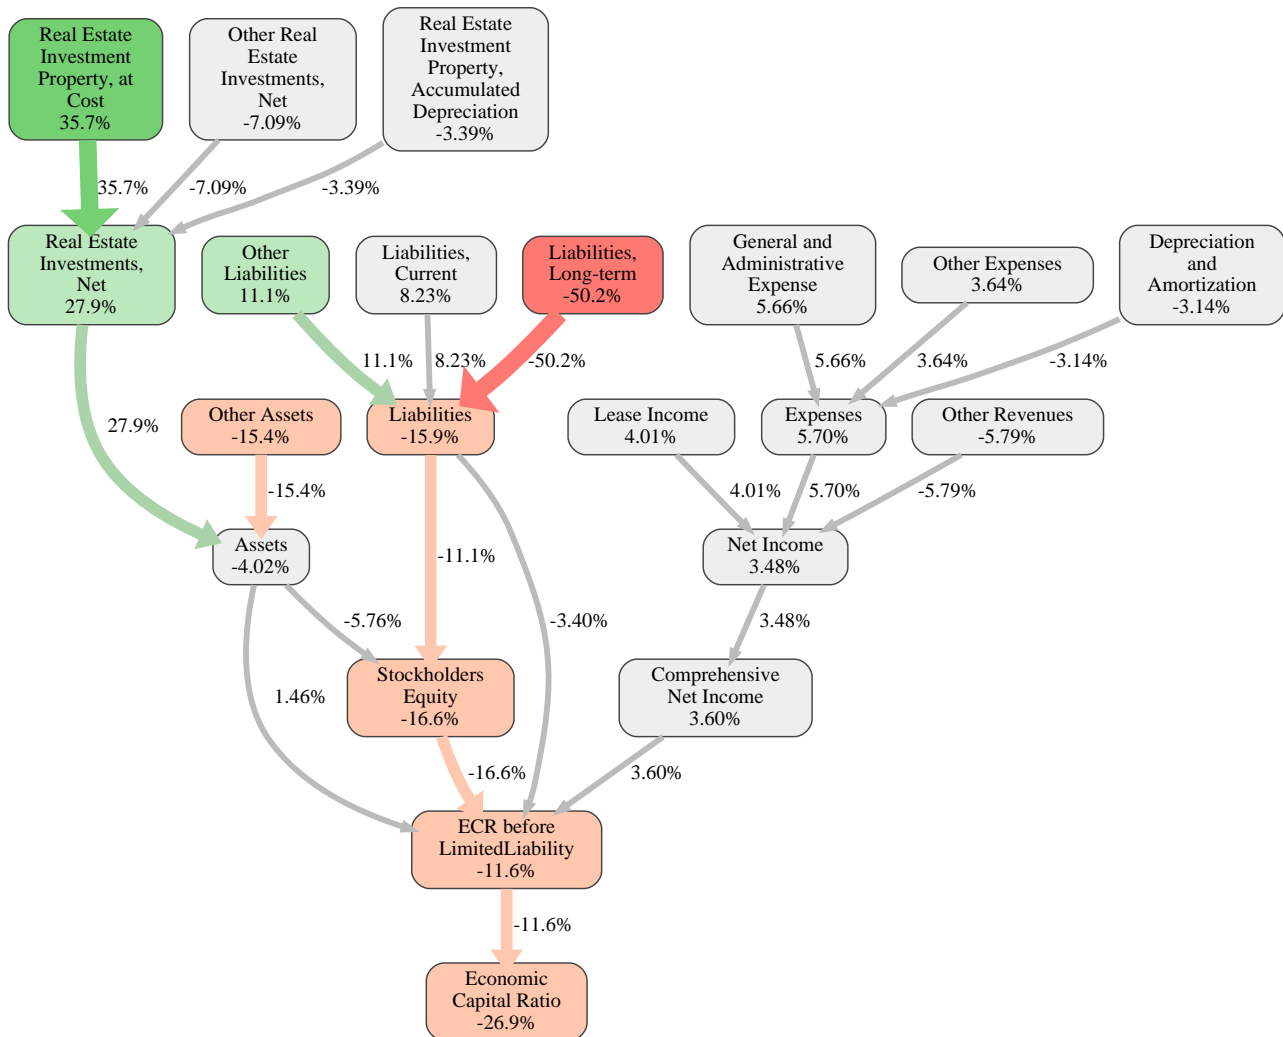 Real Estate
Investment
Property, at
Cost
35.7%
Other Real
Estate
Investments,
Net
-7.09%
Real Estate
Investment
Property,
Accumulated
Depreciation
-3.39%
35.7%
-7.09%
-3.39%
Real Estate
Investments,
Net
27.9%
Other
Liabilities
11.1%
Liabilities,
Current
8.23%
Liabilities,
Long-term
-50.2%
General and
Administrative
Expense
5.66%
Other Expenses
3.64%
Depreciation
and
Amortization
-3.14%
11.1%
8.23%
-50.2%
5.66%
3.64%
-3.14%
27.9%
Other Assets
-15.4%
Liabilities
-15.9%
Lease Income
4.01%
Expenses
5.70%
Other Revenues
-5.79%
-15.4%
4.01%
5.70%
-5.79%
Assets
-4.02%
-11.1%
Net Income
3.48%
-5.76%
-3.40%
3.48%
1.46%
Stockholders
Equity
-16.6%
Comprehensive
Net Income
3.60%
-16.6%
3.60%
ECR before
LimitedLiability
-11.6%
-11.6%
Economic
Capital Ratio
-26.9%